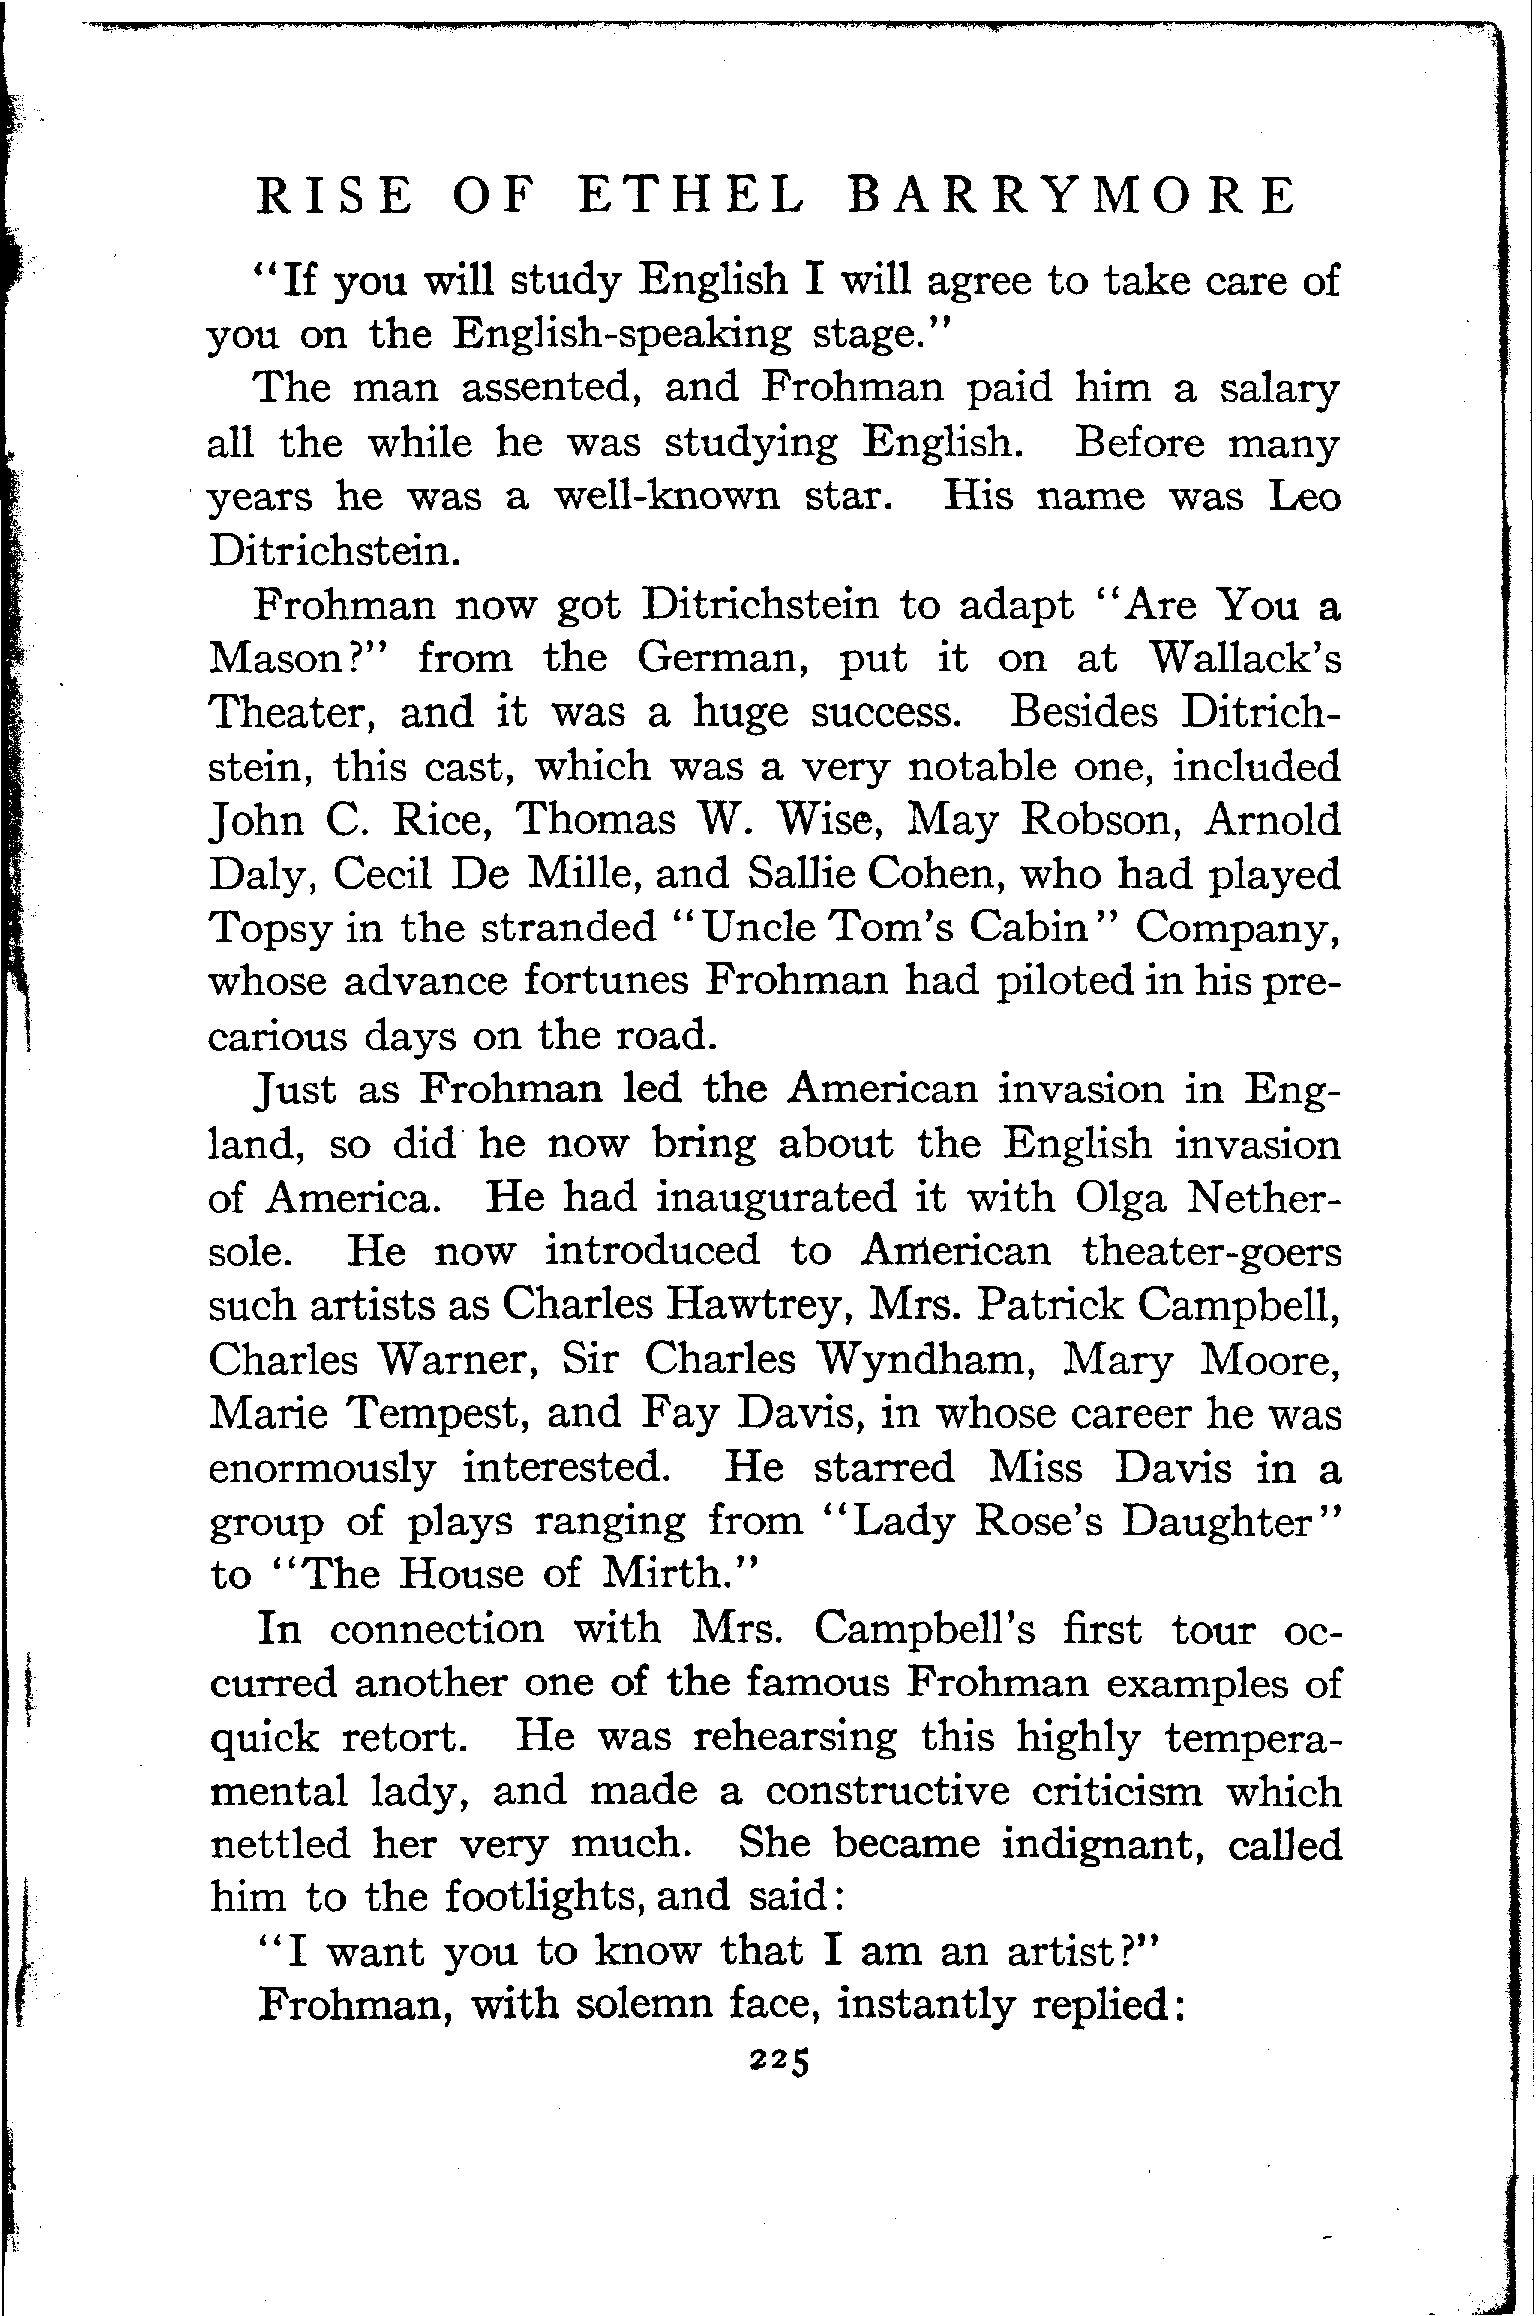 RISE OF ETHEL BARRYMORE
"If you will study English I will agree to take care of
you on the English-speaking stage."
The man assented, and Frohman paid him a salary
all the while he was studying English. Before many
years he was a well-known star. His name was Leo
Ditrichstein.
Frohman now got Ditrichstein to adapt "Are You a
Mason?" from the German, put it on at Wallack's
Theater, and it was a huge success. Besides Ditrich-
stein, this cast, which was a very notable one, included
John C. Rice, Thomas W. Wise, May Robson, Arnold
Daly, Cecil De Mille, and Sallie Cohen, who had played
Topsy in the stranded "Uncle Tom's Cabin" Company,
whose advance fortunes Frohman had piloted in his pre-
carious days on the road.
Just as Frohman led the American invasion in Eng-
land, so did he now bring about the English invasion
of America. He had inaugurated it with Olga Nether-
sole. He now introduced to American theater-goers
such artists as Charles Hawtrey, Mrs. Patrick Campbell,
Charles Warner, Sir Charles Wyndham, Mary Moore,
Marie Tempest, and Fay Davis, in whose career he was
enormously interested. He starred Miss Davis in a
group of plays ranging from "Lady Rose's Daughter"
to "The House of Mirth."
In connection with Mrs. Campbell's first tour oc-
curred another one of the famous Frohman examples of
quick retort. He was rehearsing this highly tempera-
mental lady, and made a constructive criticism which
nettled her very much. She became indignant, called
him to the footlights, and said:
"I want you to know that I am an artist?"
Frohman, with solemn face, instantly replied:
225